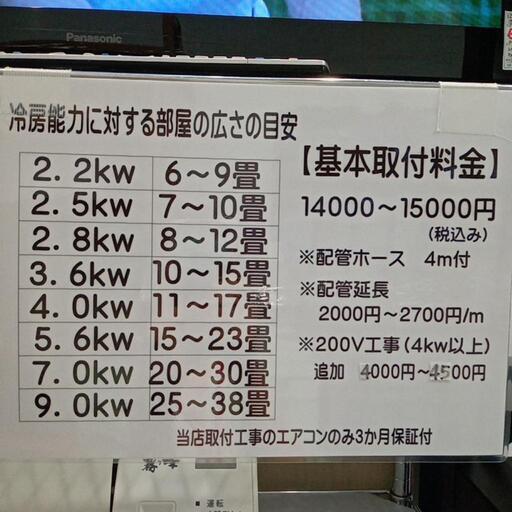 Panasonic
冷房能力に対する部屋の広さの目安
2. 2kw 6～9畳
2. 5kw 7～10畳
2. 8kw 8～12畳
3. 6kw 10～15畳
4. 0kw 11～17畳
5. 6kw 15～23畳
7. 0kw 20～30畳
9. 0kw 25～38畳
【基本取付料金】
14000～15000円
(税込み)
※配管ホース 4m付
※配管延長
2000円～2700円/m
※200V工事(4kw以上)
追加 4000円～4500円
当店取付工事のエアコンのみ3か月保証付
運転